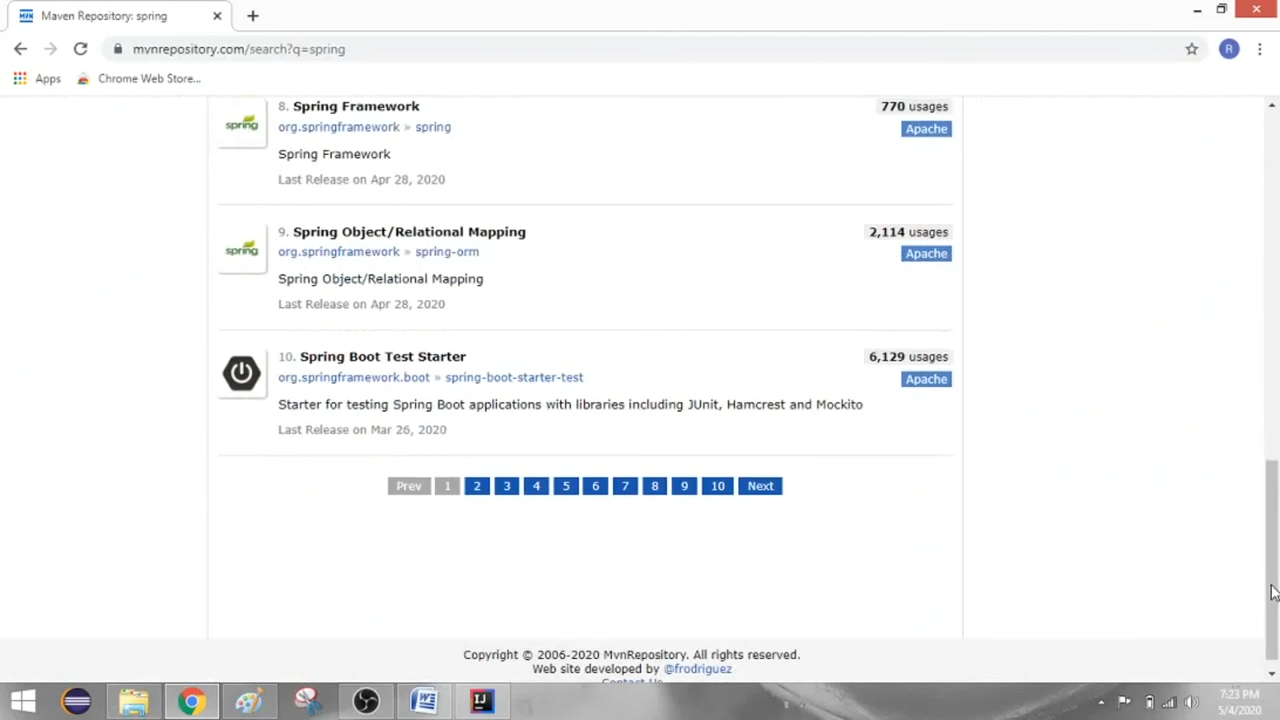 Maven Repository: spring
mvnrepository.com/search?q=spring
R
Apps
Chrome Web Store...
spring
8. Spring Framework
770 usages
org.springframework » spring
Apache
Spring Framework
Last Release on Apr 28, 2020
spring
9. Spring Object/Relational Mapping
2,114 usages
org.springframework » spring-orm
Apache
Spring Object/Relational Mapping
Last Release on Apr 28, 2020
10. Spring Boot Test Starter
6,129 usages
org.springframework.boot » spring-boot-starter-test
Apache
Starter for testing Spring Boot applications with libraries including JUnit, Hamcrest and Mockito
Last Release on Mar 26, 2020
Prev 1 2 3 4 5 6 7 8 9 10 Next
Copyright © 2006-2020 MvnRepository. All rights reserved.
Web site developed by @frodriguez
Contact Us
7:23 PM
5/4/2020